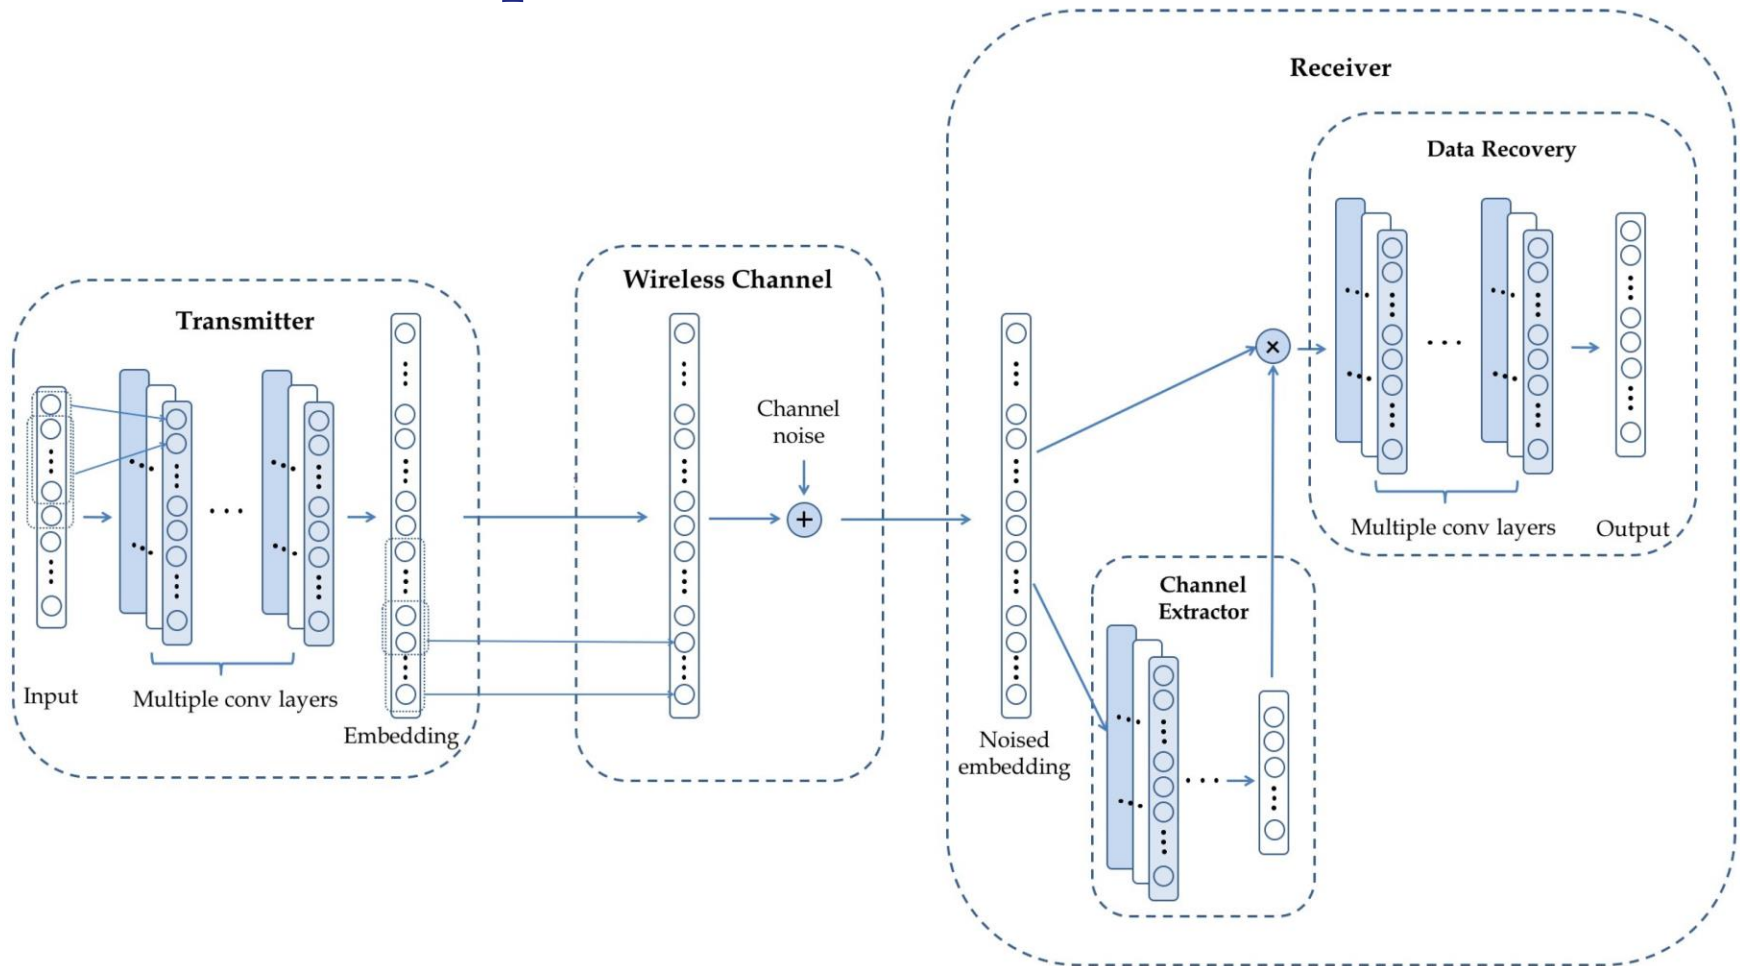 Transmitter
Input
Multiple conv layers
Embedding
Wireless Channel
Channel
noise
+
Receiver
Noised
embedding
×
Channel
Extractor
Data Recovery
Multiple conv layers
Output